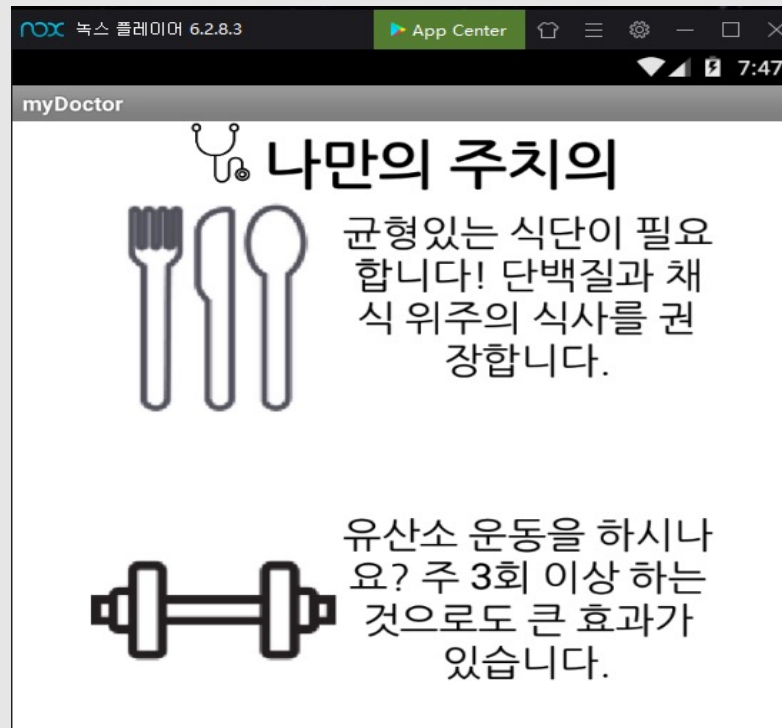 nox 녹스 플레이어 6.2.8.3 App Center
7:47
myDoctor
나만의 주치의
균형있는 식단이 필요
합니다! 단백질과 채
식 위주의 식사를 권
장합니다.
유산소 운동을 하시나
요? 주 3회 이상 하는
것으로도 큰 효과가
있습니다.